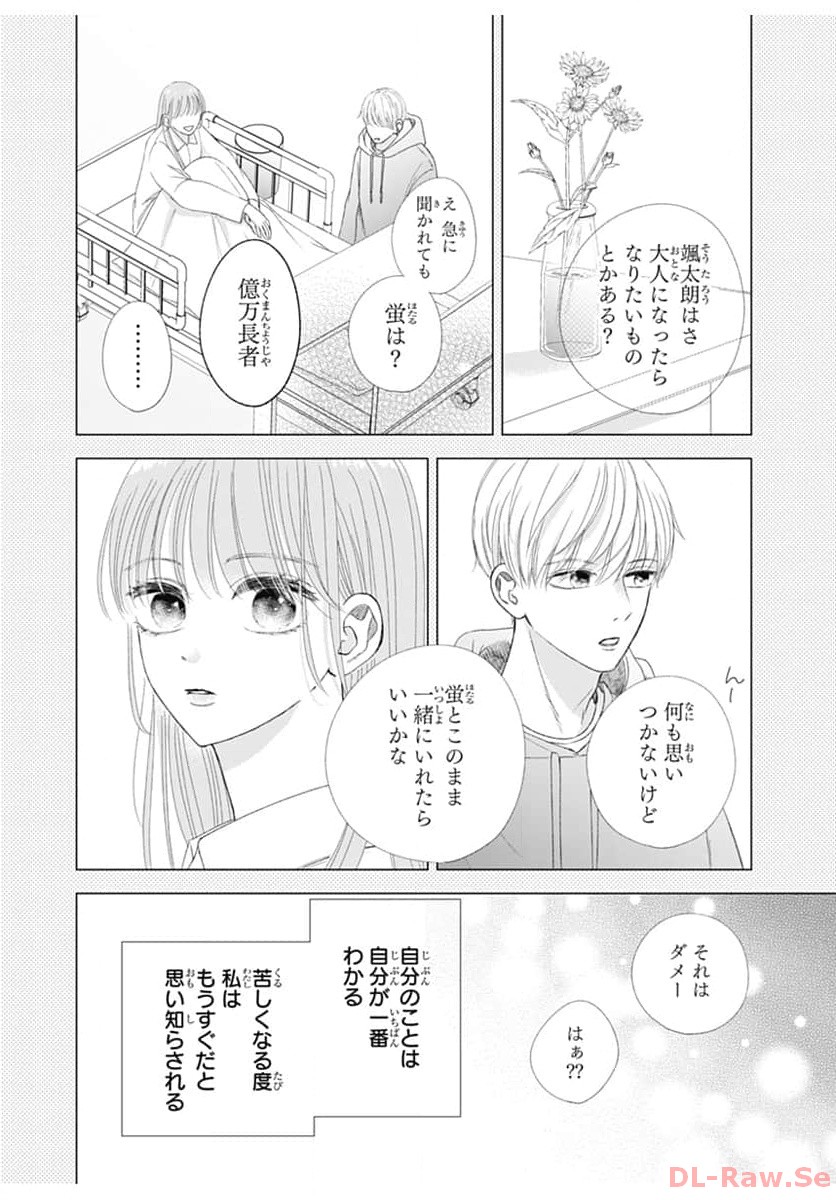 颯太朗はさ
大人になったら
なりたいもの
とかある？
え 急に
聞かれても
蛍は？
億万長者
………
んー
何も思い
つかないけど
蛍とこのまま
一緒にいれたら
いいかな
それは
ダメー
はぁ??
自分のことは
自分が一番
わかる
苦しくなる度
私は
もうすぐだと
思い知らされる
DL-Raw.Se